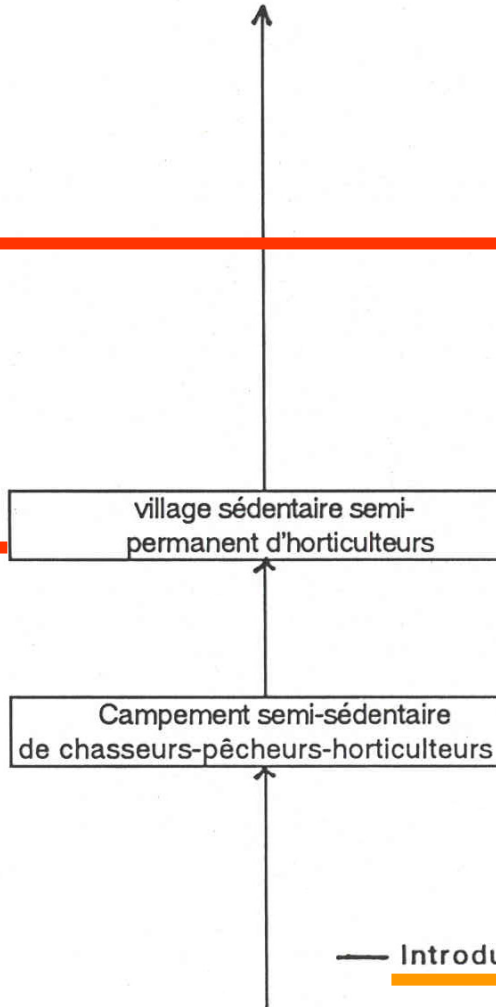 village sédentaire semi-
permanent d'horticulteurs
Campement semi-sédentaire
de chasseurs-pêcheurs-horticulteurs
— Introdu